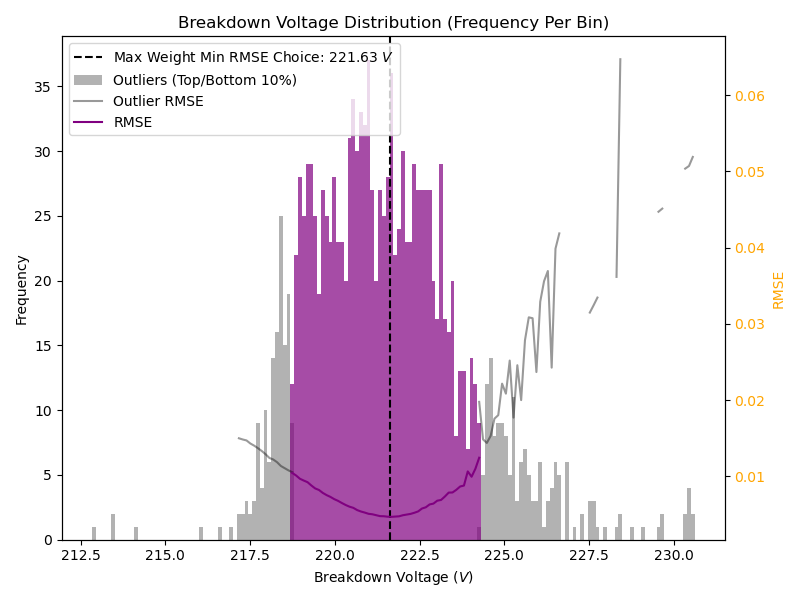 Breakdown Voltage Distribution (Frequency Per Bin)
Max Weight Min RMSE Choice: 221.63 V
Outliers (Top/Bottom 10%)
Outlier RMSE
RMSE
35
30
25
20
15
10
5
0
Frequency
0.06
0.05
0.04
0.03
0.02
0.01
RMSE
212.5 215.0 217.5 220.0 222.5 225.0 227.5 230.0
Breakdown Voltage (V)